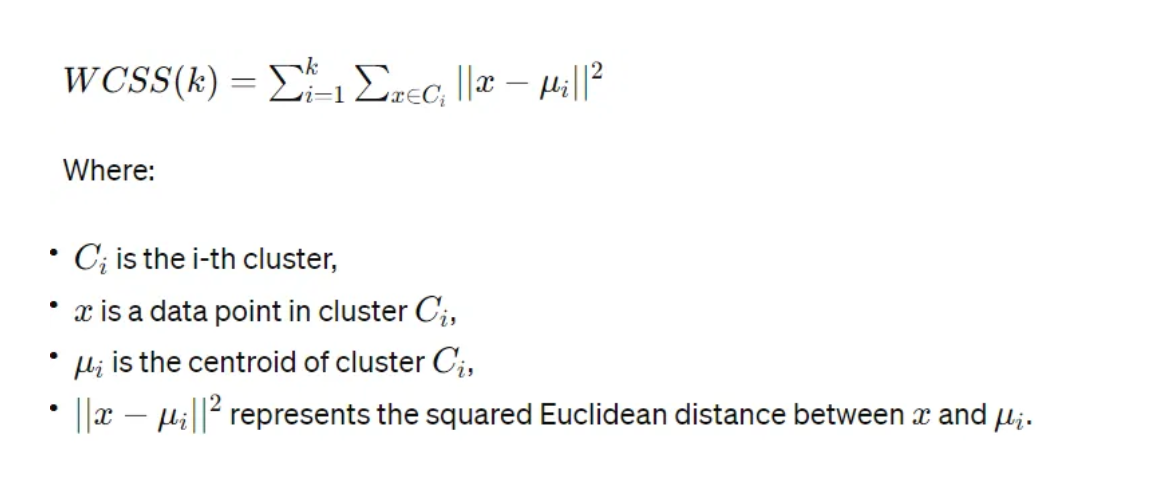 $WCSS(k) = \sum_{i=1}^{k} \sum_{x \in C_i} ||x - \mu_i||^2$
Where:
• $C_i$ is the i-th cluster,
• $x$ is a data point in cluster $C_i$,
• $\mu_i$ is the centroid of cluster $C_i$,
• $||x - \mu_i||^2$ represents the squared Euclidean distance between $x$ and $\mu_i$.